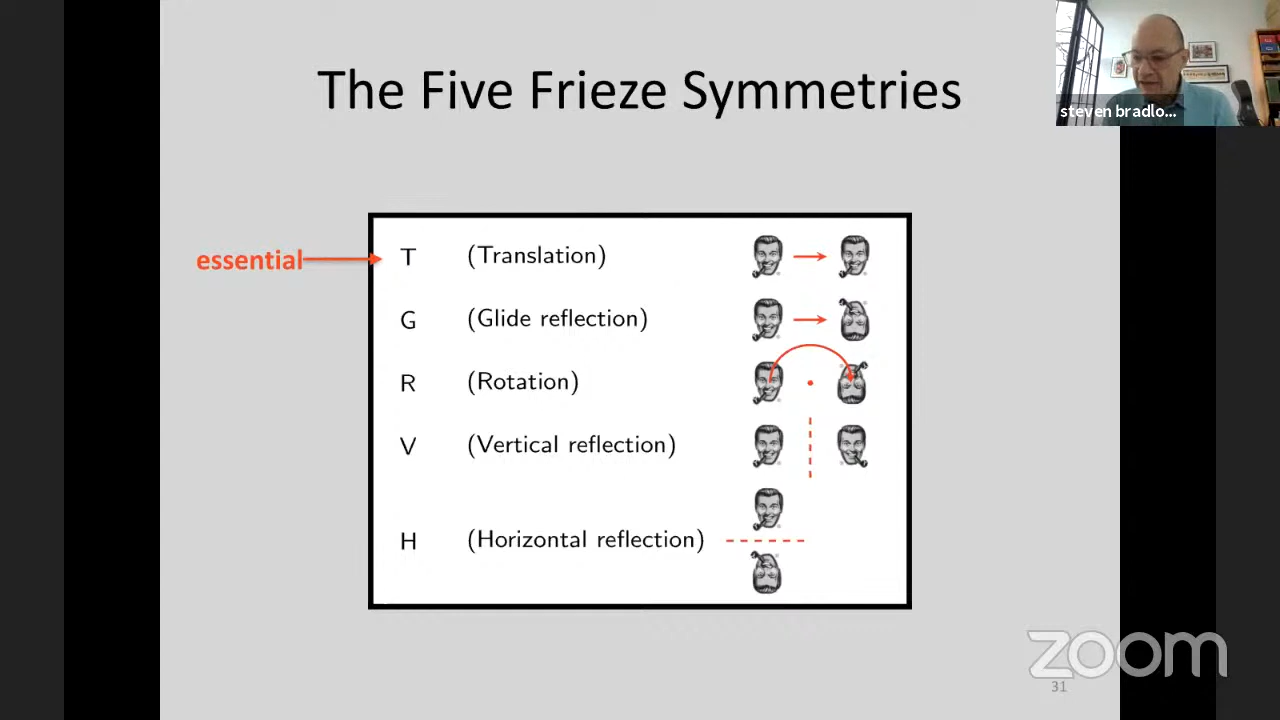 The Five Frieze Symmetries
steven bradlo...
essential
T (Translation)
G (Glide reflection)
R (Rotation)
V (Vertical reflection)
H (Horizontal reflection)
zoom
31